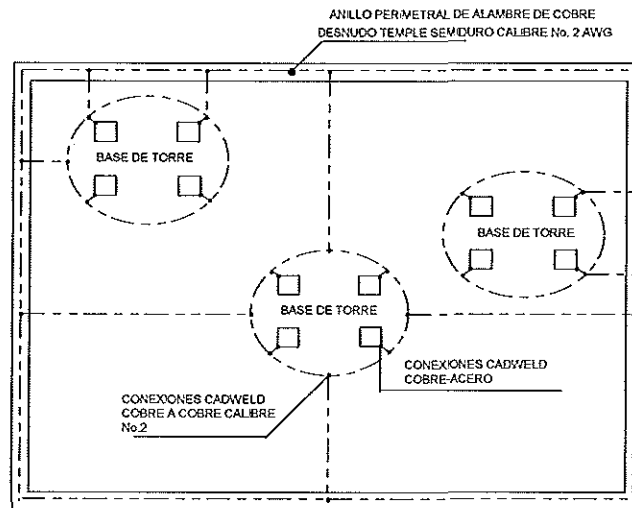 ANILLO PERIMETRAL DE ALAMBRE DE COBRE
DESNUDO TEMPLE SEMIDURO CALIBRE No. 2 AWG
BASE DE TORRE
BASE DE TORRE
BASE DE TORRE
CONEXIONES CADWELD
COBRE-ACERO
CONEXIONES CADWELD
COBRE A COBRE CALIBRE
No.2